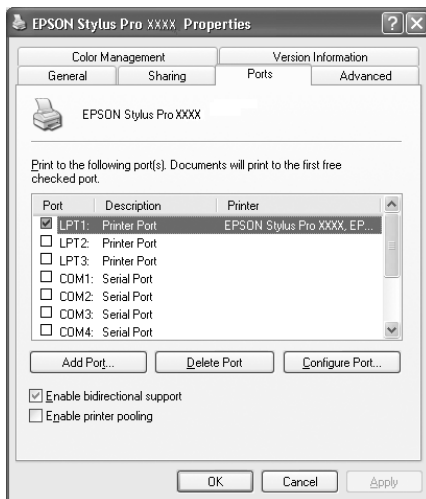 EPSON Stylus Pro XXXX Properties
Color Management Version Information
General Sharing Ports Advanced
EPSON Stylus Pro XXXX
Print to the following port(s). Documents will print to the first free
checked port.
Port Description Printer
LPT1: Printer Port EPSON Stylus Pro XXXX, EP...
LPT2: Printer Port
LPT3: Printer Port
COM1: Serial Port
COM2: Serial Port
COM3: Serial Port
COM4: Serial Port
Add Port... Delete Port Configure Port...
Enable bidirectional support
Enable printer pooling
OK Cancel Apply